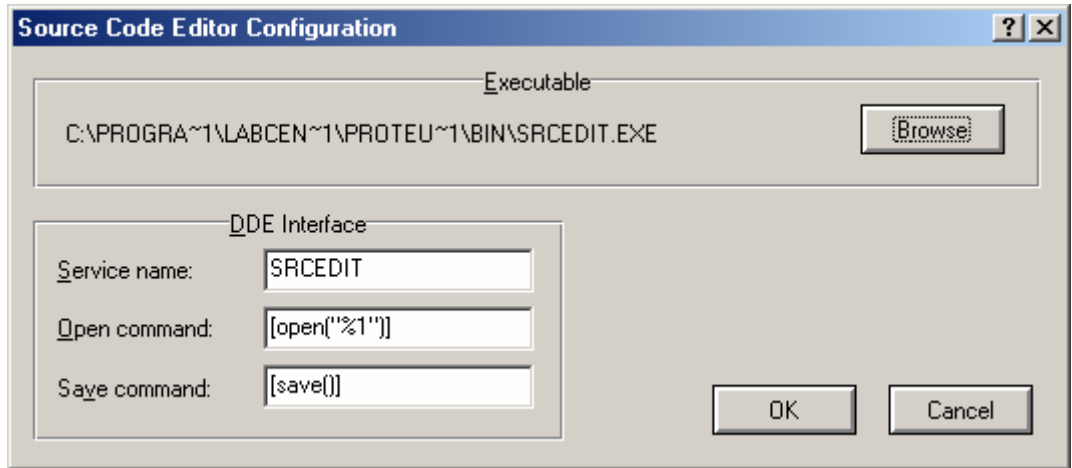 Source Code Editor Configuration
Executable
C:\PROGRA~1\LABCEN~1\PROTEU~1\BIN\SRCEDIT.EXE
Browse
DDE Interface
Service name: SRCEDIT
Open command: [open("%1")]
Save command: [save()]
OK Cancel